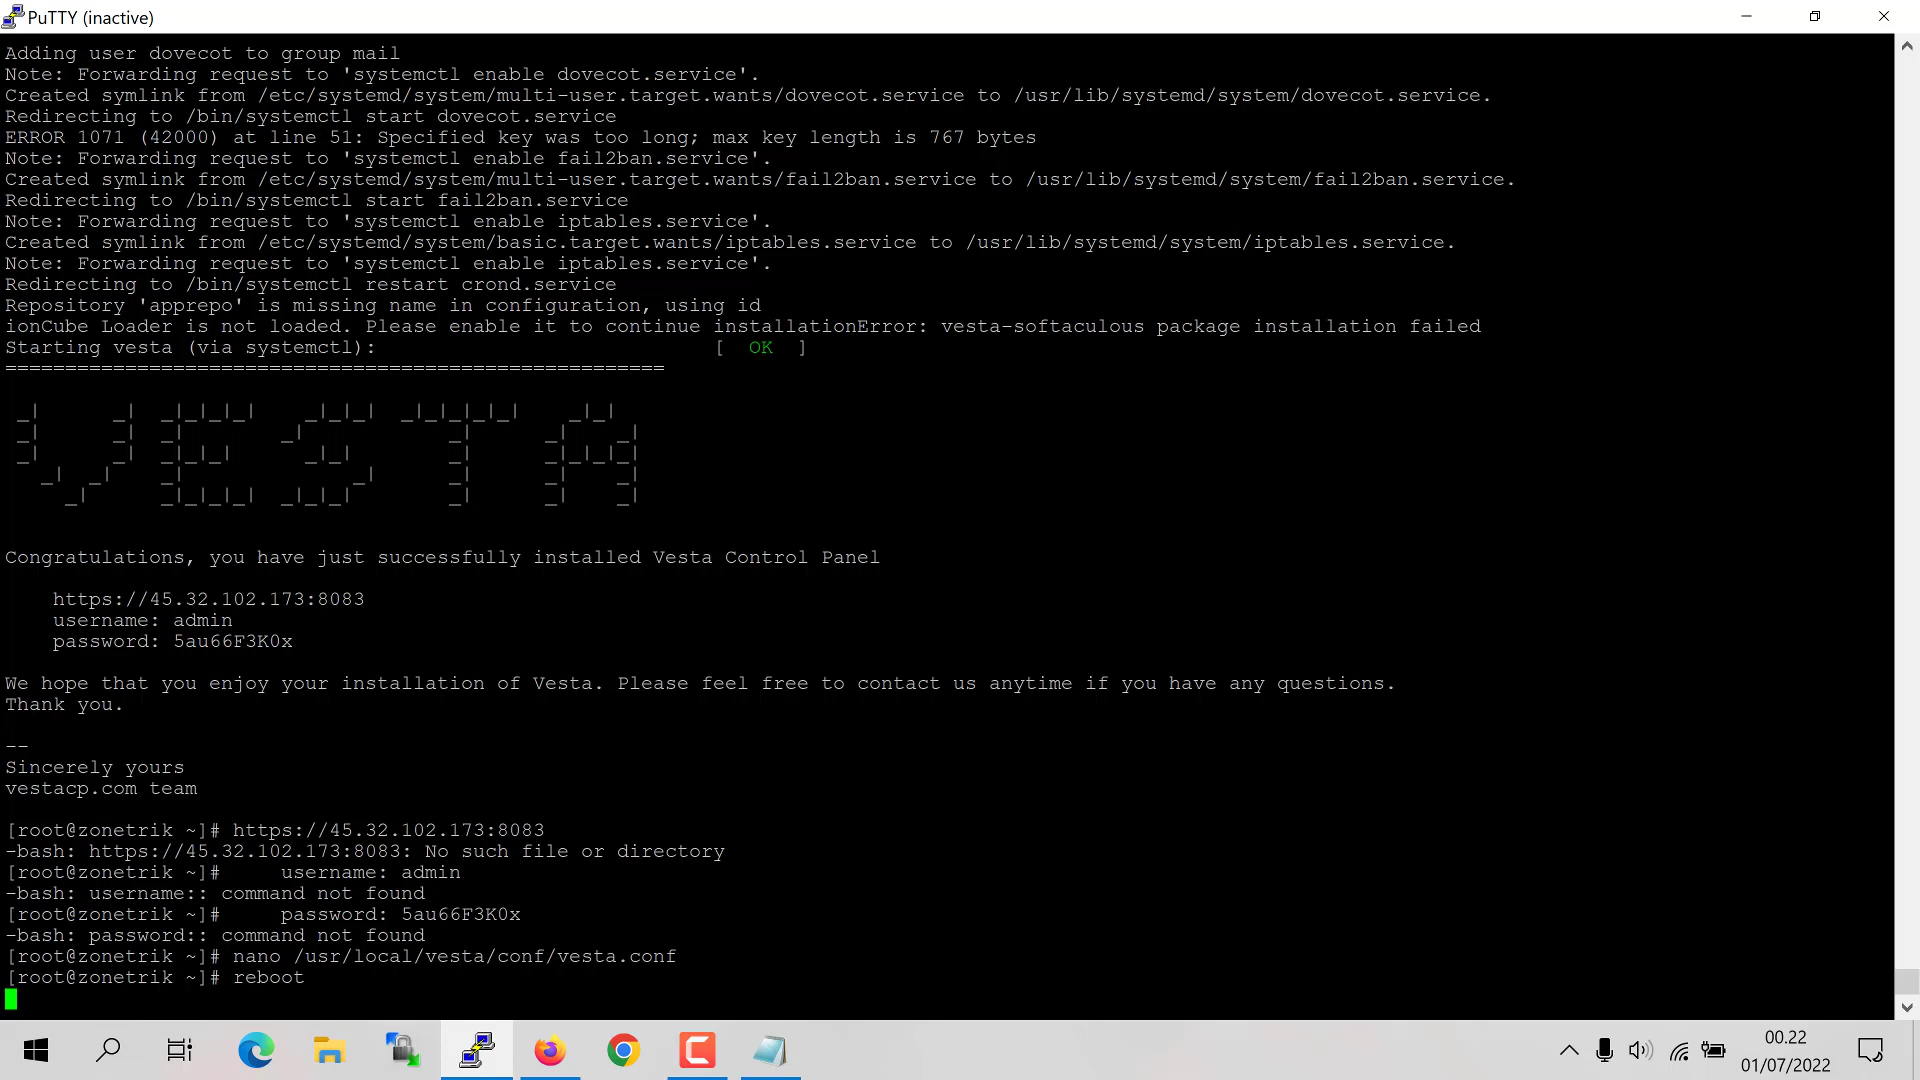 PuTTY (inactive)
Adding user dovecot to group mail
Note: Forwarding request to 'systemctl enable dovecot.service'.
Created symlink from /etc/systemd/system/multi-user.target.wants/dovecot.service to /usr/lib/systemd/system/dovecot.service.
Redirecting to /bin/systemctl start dovecot.service
ERROR 1071 (42000) at line 51: Specified key was too long; max key length is 767 bytes
Note: Forwarding request to 'systemctl enable fail2ban.service'.
Created symlink from /etc/systemd/system/multi-user.target.wants/fail2ban.service to /usr/lib/systemd/system/fail2ban.service.
Redirecting to /bin/systemctl start fail2ban.service
Note: Forwarding request to 'systemctl enable iptables.service'.
Created symlink from /etc/systemd/system/basic.target.wants/iptables.service to /usr/lib/systemd/system/iptables.service.
Note: Forwarding request to 'systemctl enable iptables.service'.
Redirecting to /bin/systemctl restart crond.service
Repository 'apprepo' is missing name in configuration, using id
ionCube Loader is not loaded. Please enable it to continue installationError: vesta-softaculous package installation failed
Starting vesta (via systemctl): [ OK ]
=======================================================
VESTA
Congratulations, you have just successfully installed Vesta Control Panel
https://45.32.102.173:8083
username: admin
password: 5au66F3K0x
We hope that you enjoy your installation of Vesta. Please feel free to contact us anytime if you have any questions.
Thank you.
--
Sincerely yours
vestacp.com team
[root@zonetrik ~]# https://45.32.102.173:8083
-bash: https://45.32.102.173:8083: No such file or directory
[root@zonetrik ~]#     username: admin
-bash: username:: command not found
[root@zonetrik ~]#     password: 5au66F3K0x
-bash: password:: command not found
[root@zonetrik ~]# nano /usr/local/vesta/conf/vesta.conf
[root@zonetrik ~]# reboot
00.22
01/07/2022